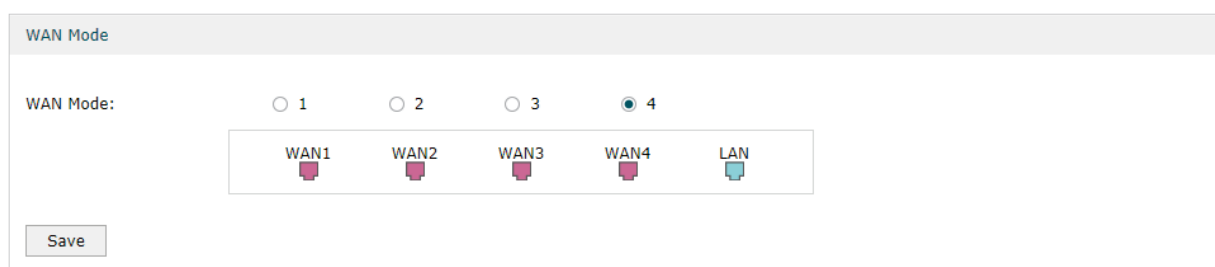 WAN Mode
WAN Mode: 1 2 3 4
WAN1 WAN2 WAN3 WAN4 LAN
Save